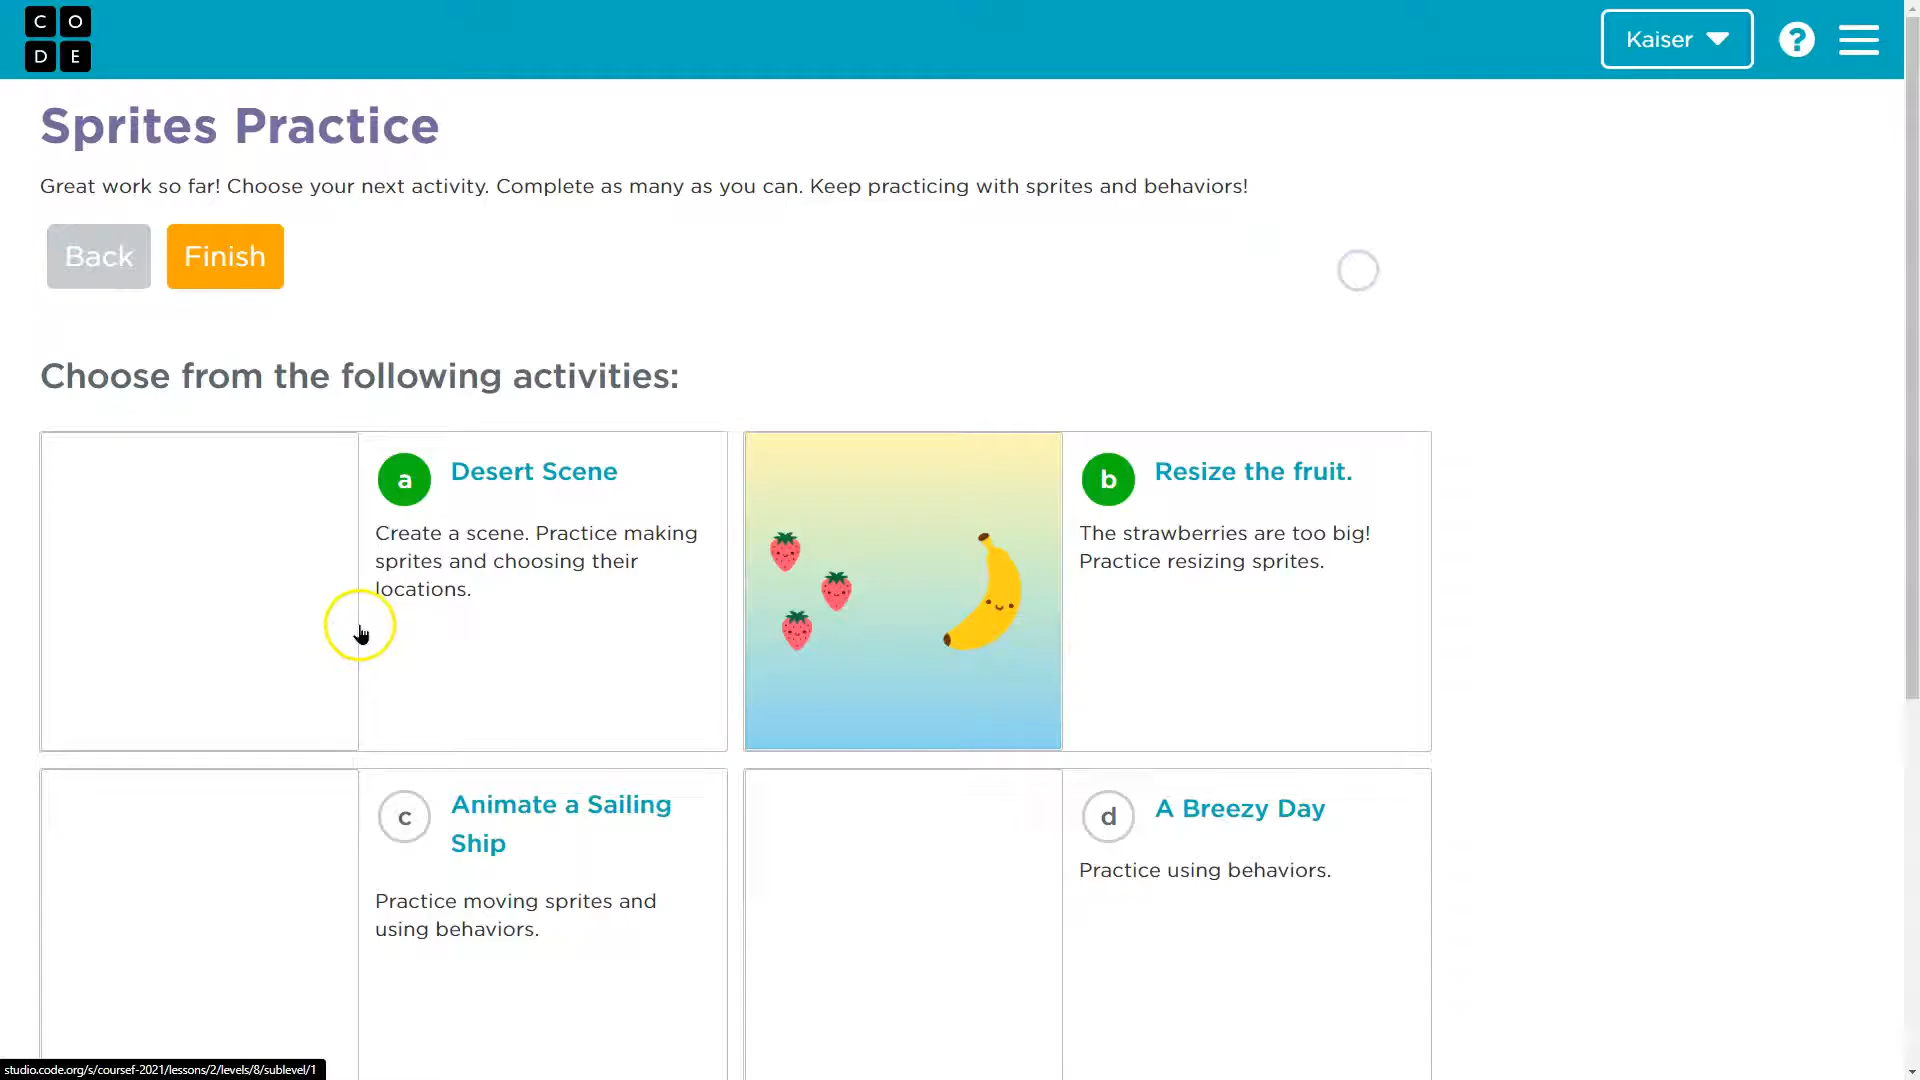 C O
D E
Kaiser
?
Sprites Practice
Great work so far! Choose your next activity. Complete as many as you can. Keep practicing with sprites and behaviors!
Back
Finish
Choose from the following activities:
a
Desert Scene
Create a scene. Practice making
sprites and choosing their
locations.
b
Resize the fruit.
The strawberries are too big!
Practice resizing sprites.
c
Animate a Sailing
Ship
Practice moving sprites and
using behaviors.
d
A Breezy Day
Practice using behaviors.
studio.code.org/s/coursef-2021/lessons/2/levels/8/sublevel/1